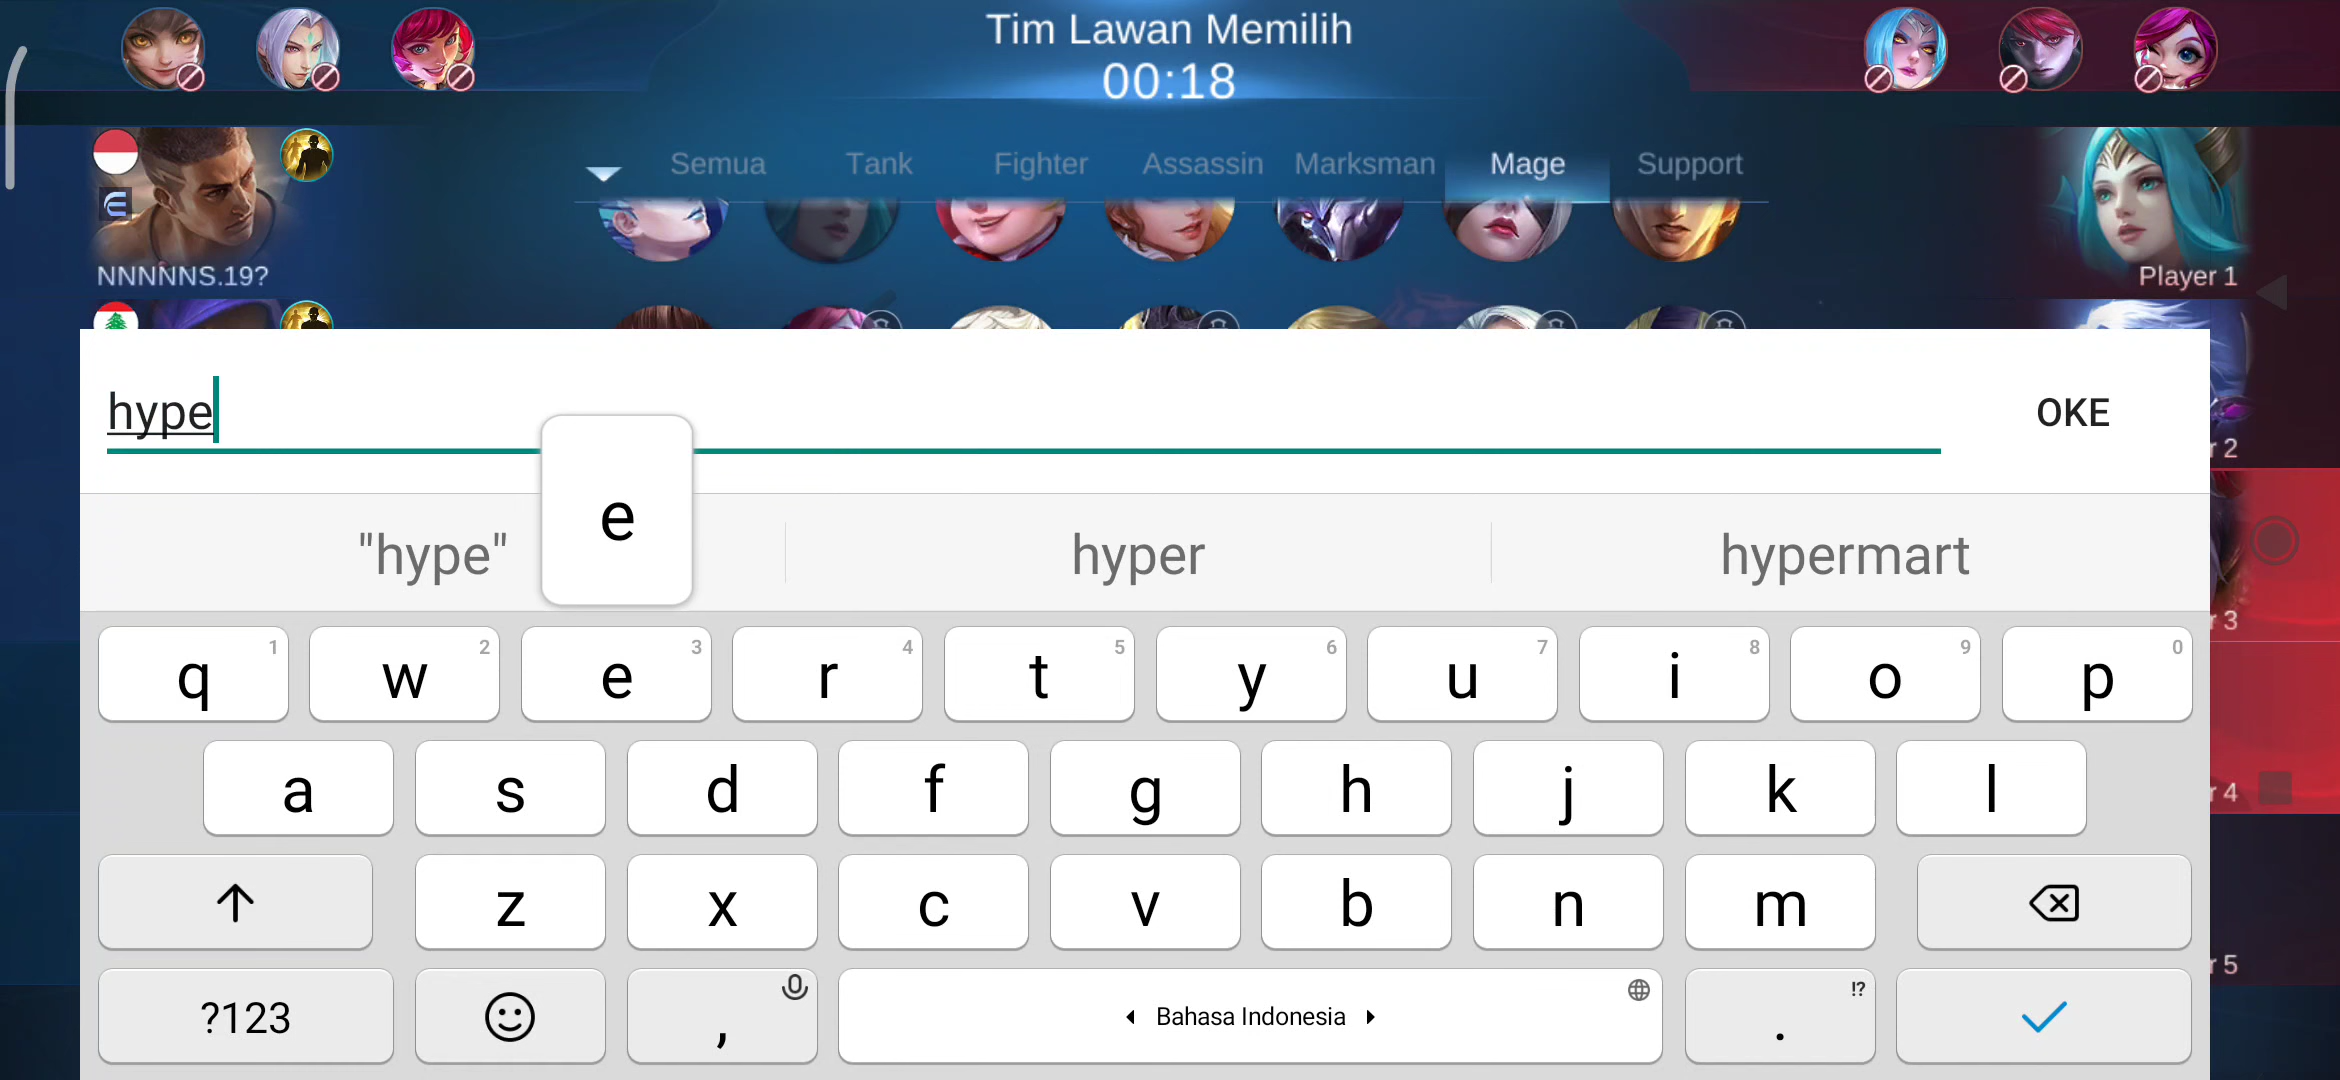 Tim Lawan Memilih
00:18
Semua Tank Fighter Assassin Marksman Mage Support
NNNNNS.19?
Player 1
hype
OKE
r 2
e
"hype" hyper hypermart
r 3
q 1 w 2 e 3 r 4 t 5 y 6 u 7 i 8 o 9 p 0
a s d f g h j k l
r 4
z x c v b n m
r 5
?123 , Bahasa Indonesia . !?